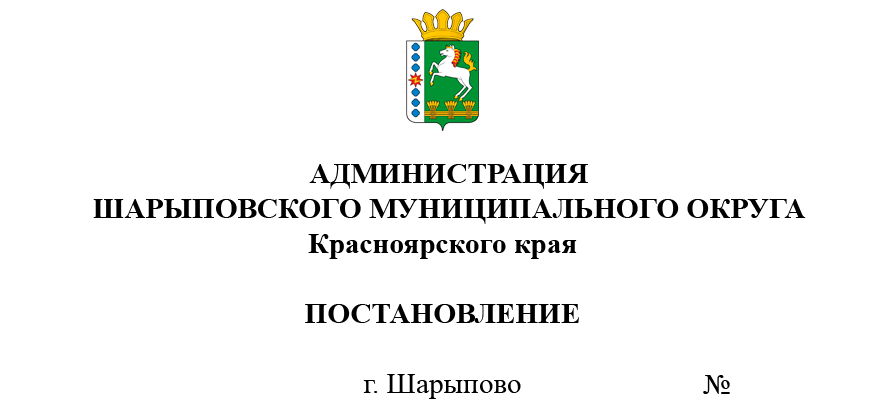 АДМИНИСТРАЦИЯ
ШАРЫПОВСКОГО МУНИЦИПАЛЬНОГО ОКРУГА
Красноярского края
ПОСТАНОВЛЕНИЕ
г. Шарыпово №